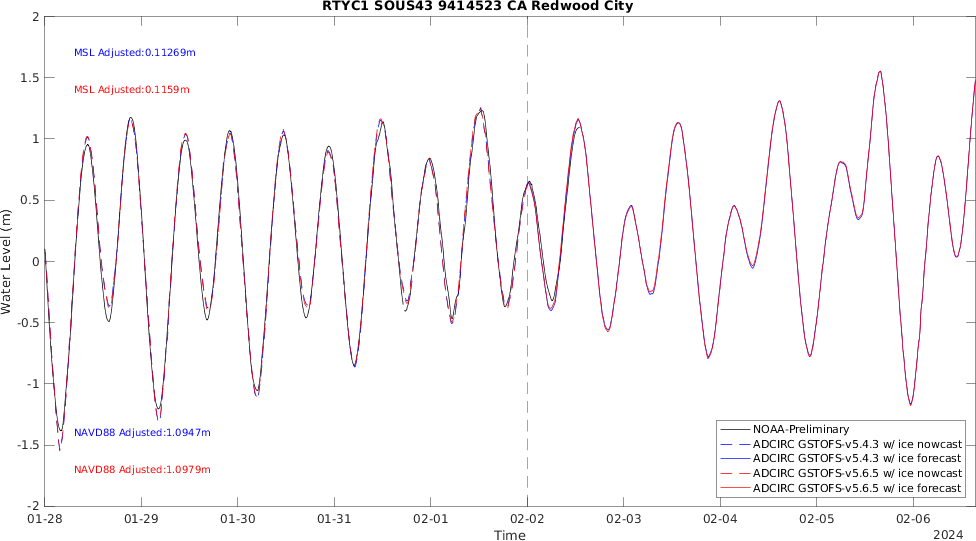 RTYC1 SOUS43 9414523 CA Redwood City
2
1.5
1
0.5
0
-0.5
-1
-1.5
-2
Water Level (m)
MSL Adjusted:0.11269m
MSL Adjusted:0.1159m
NAVD88 Adjusted:1.0947m
NAVD88 Adjusted:1.0979m
NOAA-Preliminary
ADCIRC GSTOFS-v5.4.3 w/ ice nowcast
ADCIRC GSTOFS-v5.4.3 w/ ice forecast
ADCIRC GSTOFS-v5.6.5 w/ ice nowcast
ADCIRC GSTOFS-v5.6.5 w/ ice forecast
01-28 01-29 01-30 01-31 02-01 02-02 02-03 02-04 02-05 02-06
Time
2024